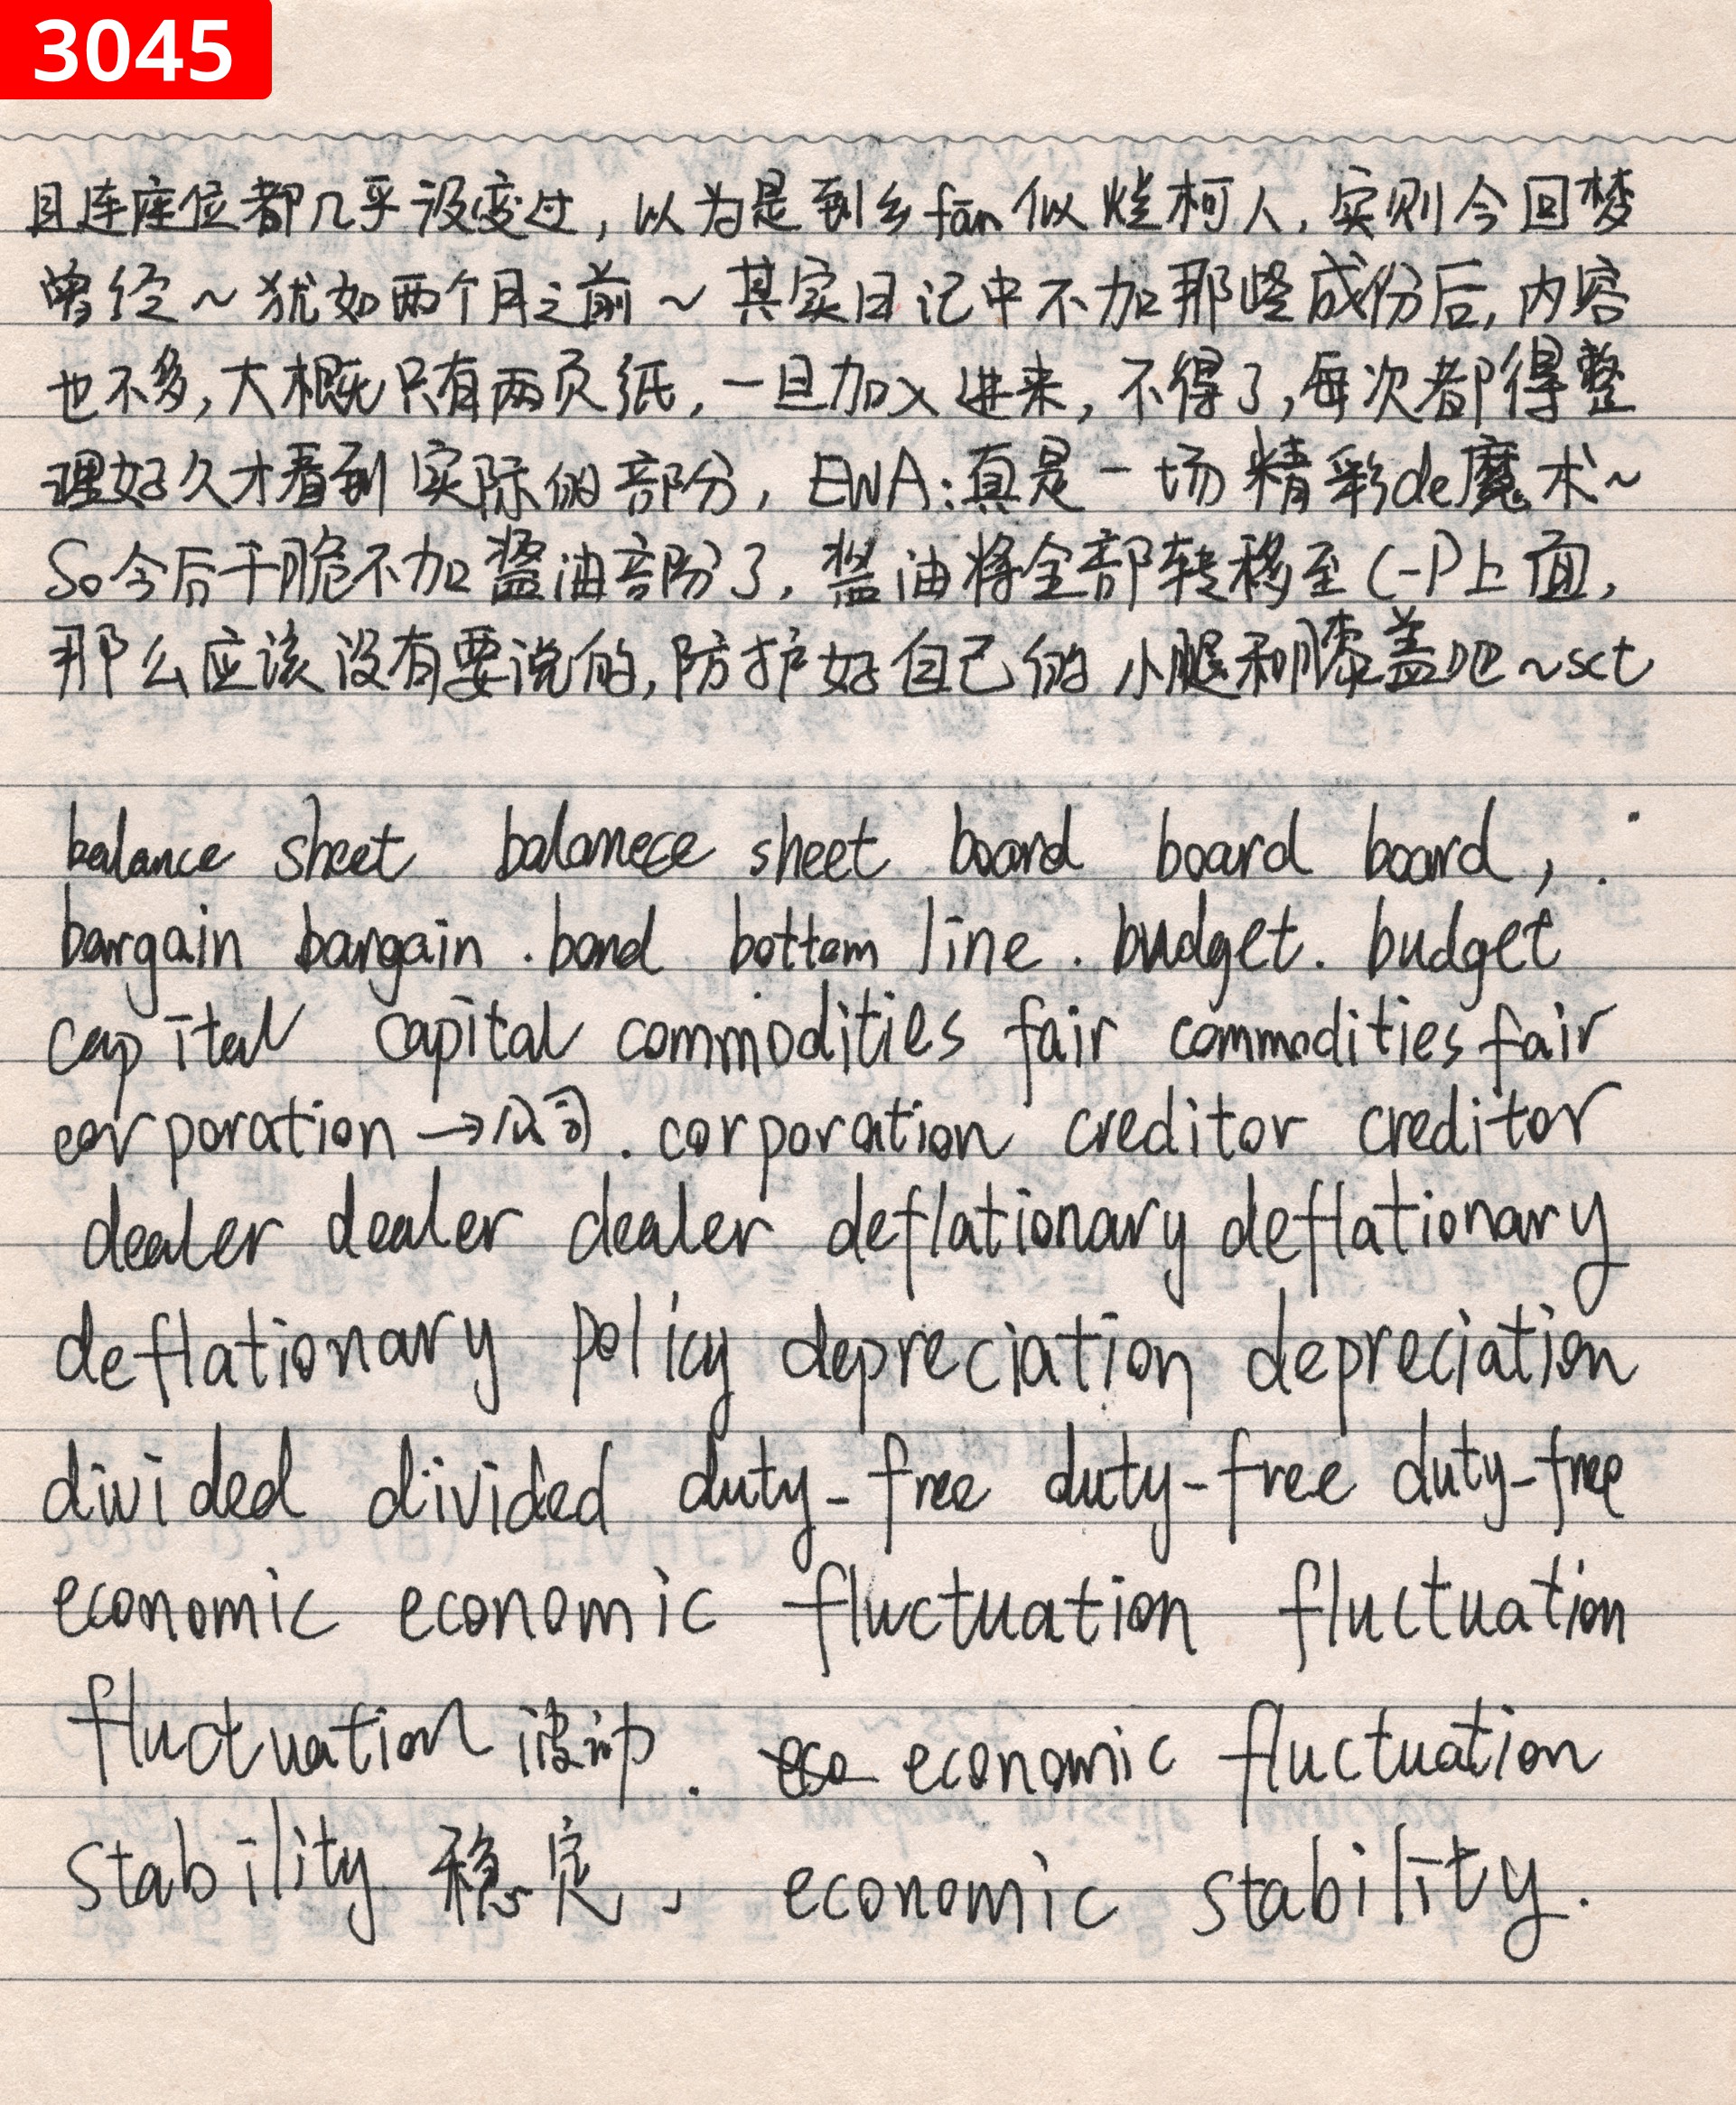 3045
且连座位都几乎没变过,以为是到乡fān似烂柯人,实则今回梦
曾经~犹如两个月之前~其实日记中不加那些成份后,内容
也不多,大概只有两页纸,一旦加入进来,不得了,每次都得整
理好久才看到实际的部分,EWA:真是一场精彩de魔术~
So今后干脆不加酱油部份了,酱油将全部转移至C-P上面,
那么应该没有要说的,防护好自己的小腿和膝盖吧~sct
balance sheet balanece sheet board board board,
bargain bargain.bond bottom line.budget.budget
capital capital commodities fair commodities fair
corporation→公司.corporation creditor creditor
dealer dealer dealer deflationary deflationary
deflationary policy depreciation depreciation
divided divided duty-free duty-free duty-free
economic economic fluctuation fluctuation
fluctuation 波动. eco economic fluctuation
stability 稳定、 economic stability.